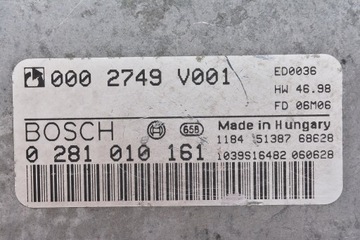 000 2749 V001
ED0036
HW 46.98
FD 06M06
BOSCH
658
Made in Hungary
0 281 010 161
1184 51387 68628
1039S16482 060628